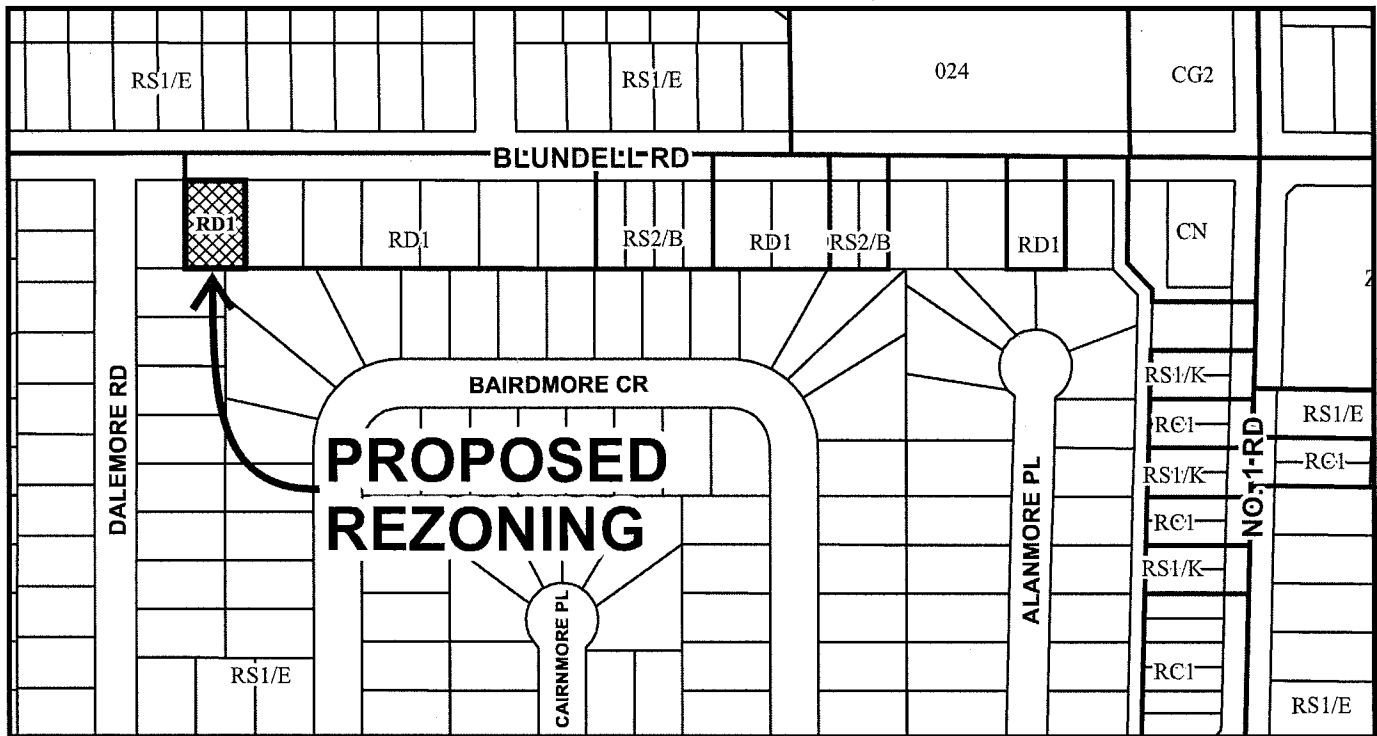 RS1/E
RS1/E
024
CG2
BLUNDELL RD
RD1
RD1
RS2/B
RD1
RS2/B
RD1
CN
Z
DALEMORE RD
BAIRDMORE CR
ALANMORE PL
NO. 1 RD
RS1/K
RC1
RS1/K
RC1
RS1/K
RC1
RS1/E
RC1
PROPOSED
REZONING
CAIRNMORE PL
RS1/E
RS1/E